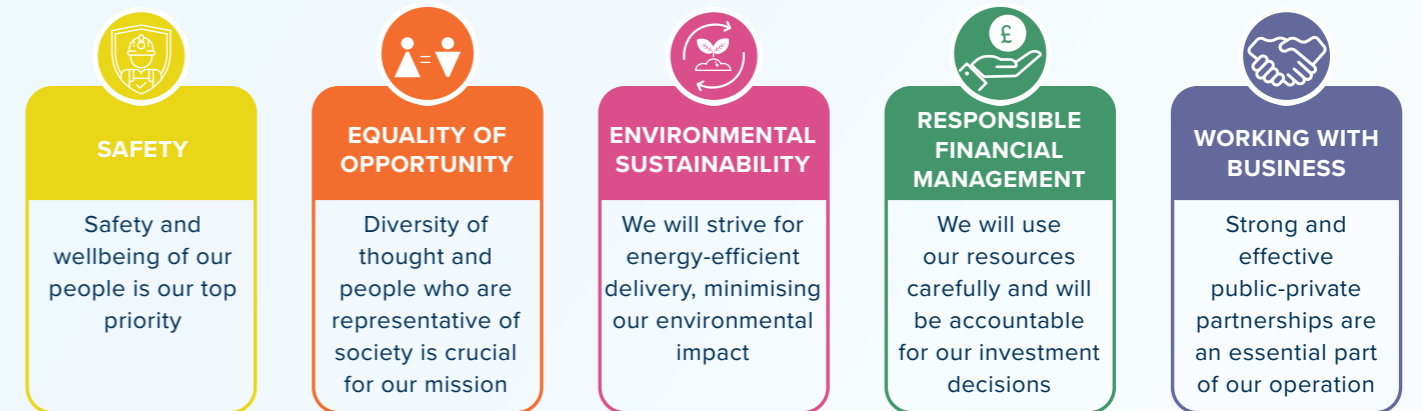 SAFETY
Safety and
wellbeing of our
people is our top
priority
=
EQUALITY OF
OPPORTUNITY
Diversity of
thought and
people who are
representative of
society is crucial
for our mission
ENVIRONMENTAL
SUSTAINABILITY
We will strive for
energy-efficient
delivery, minimising
our environmental
impact
£
RESPONSIBLE
FINANCIAL
MANAGEMENT
We will use
our resources
carefully and will
be accountable
for our investment
decisions
WORKING WITH
BUSINESS
Strong and
effective
public-private
partnerships are
an essential part
of our operation